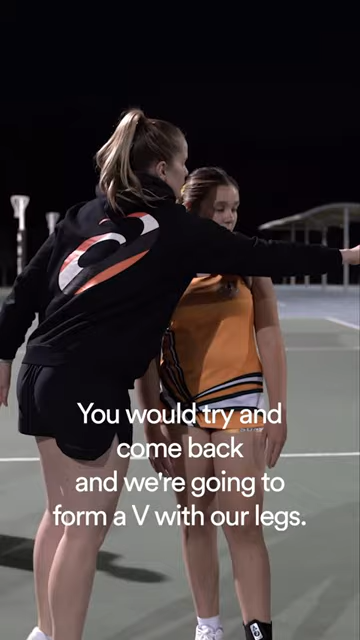 You would try and
come back
and we're going to
form a V with our legs.